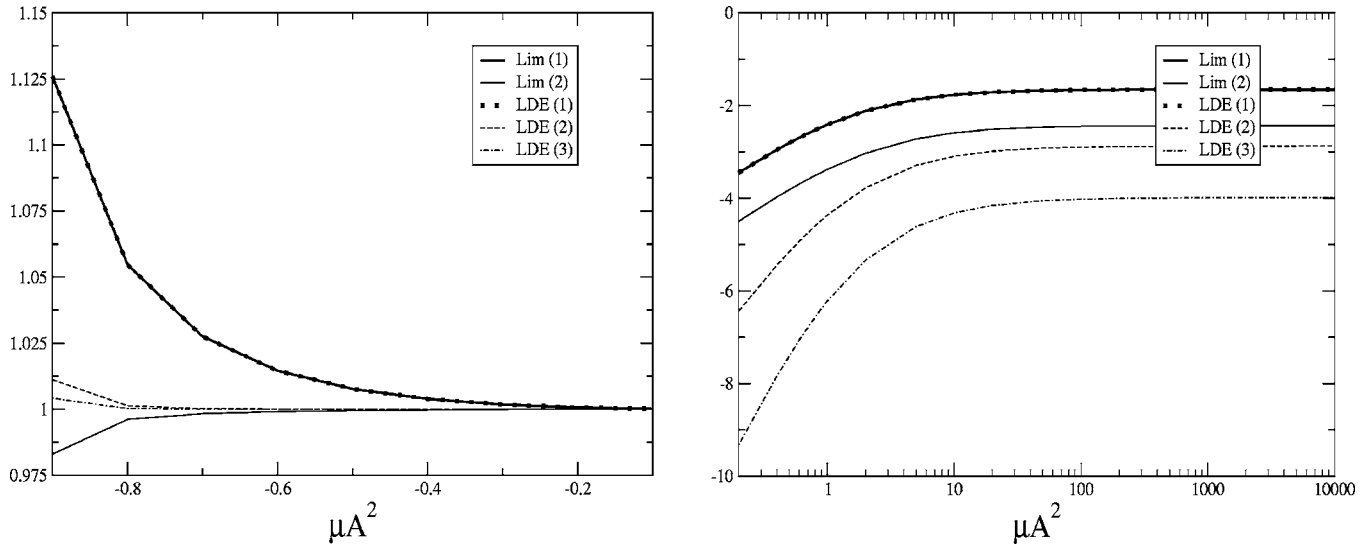 1.15
1.125
1.1
1.075
1.05
1.025
1
0.975
-0.8
-0.6
-0.4
-0.2
μA²
Lim (1)
Lim (2)
LDE (1)
LDE (2)
LDE (3)
0
-2
-4
-6
-8
-10
1
10
100
1000
10000
μA²
Lim (1)
Lim (2)
LDE (1)
LDE (2)
LDE (3)